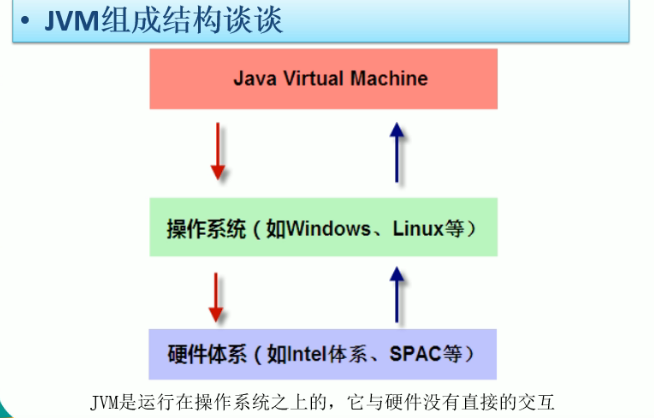 • JVM组成结构谈谈
Java Virtual Machine
操作系统（如Windows、Linux等）
硬件体系（如Intel体系、SPAC等）
JVM是运行在操作系统之上的，它与硬件没有直接的交互